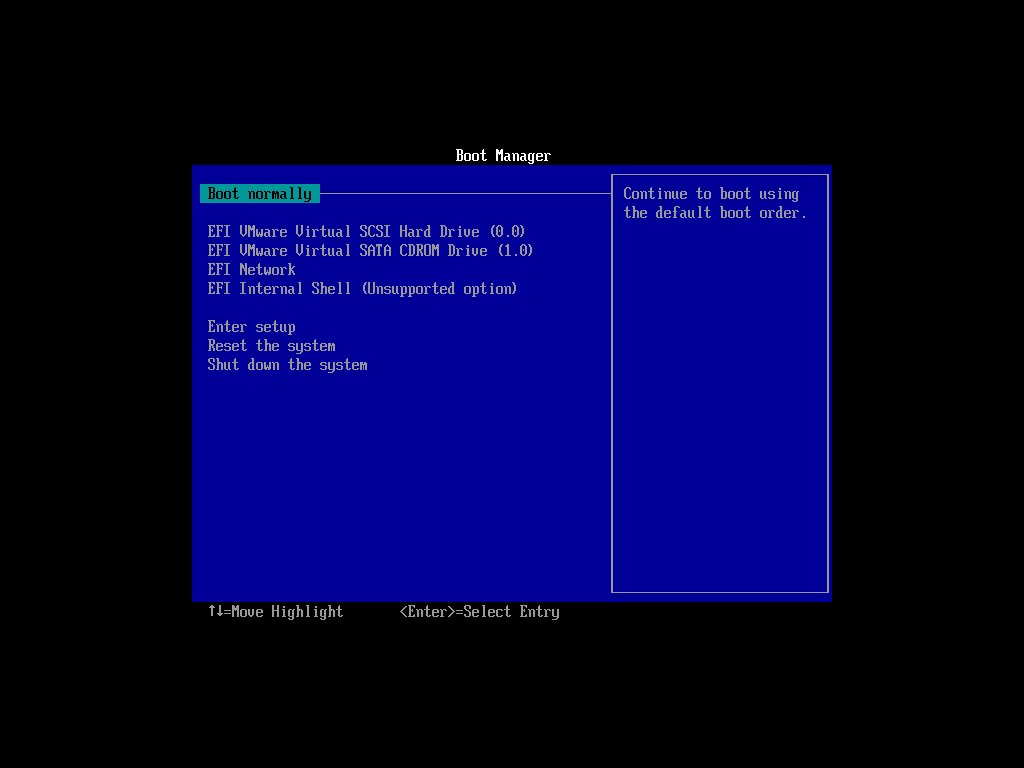 Boot Manager
Boot normally
EFI VMware Virtual SCSI Hard Drive (0.0)
EFI VMware Virtual SATA CDROM Drive (1.0)
EFI Network
EFI Internal Shell (Unsupported option)
Enter setup
Reset the system
Shut down the system
Continue to boot using
the default boot order.
↑↓=Move Highlight <Enter>=Select Entry